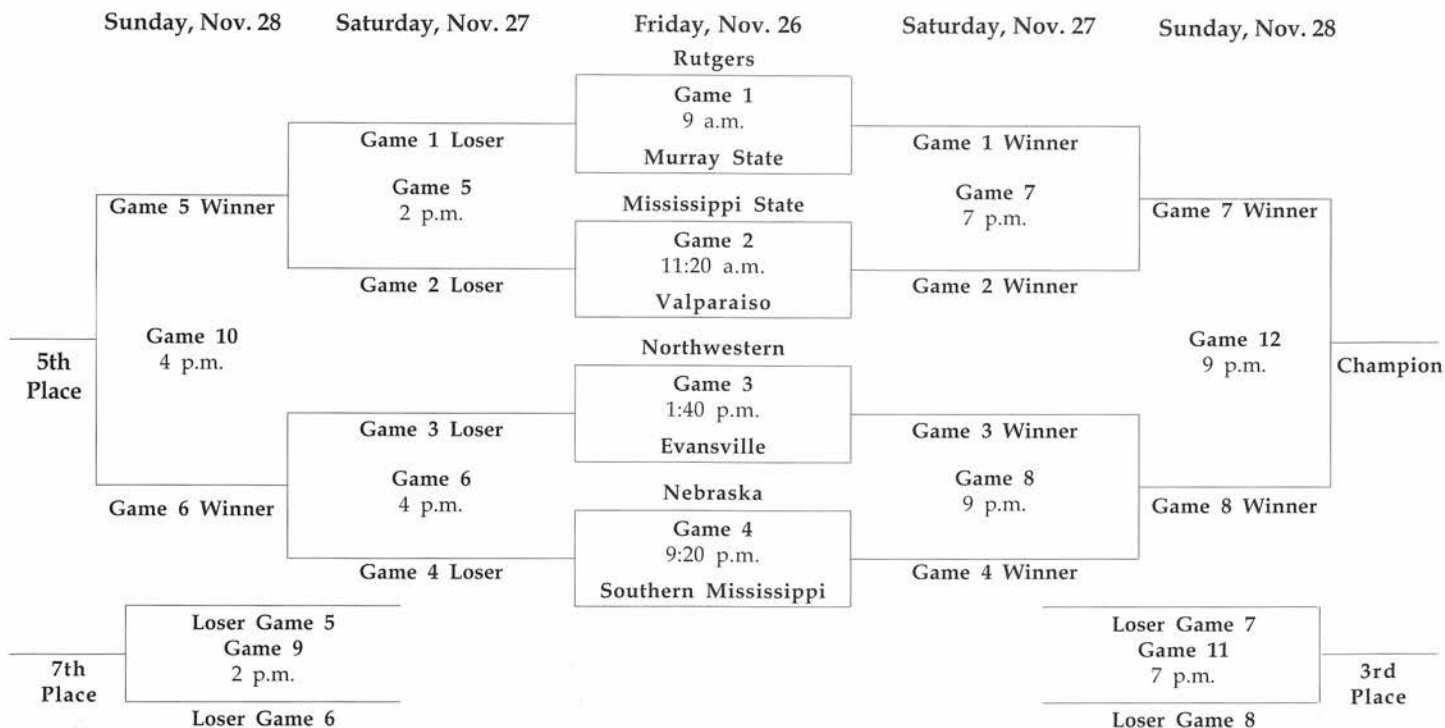 Sunday, Nov. 28
Saturday, Nov. 27
Friday, Nov. 26
Saturday, Nov. 27
Sunday, Nov. 28
Rutgers
Game 1
9 a.m.
Murray State
Game 1 Loser
Game 5
2 p.m.
Game 2 Loser
Game 1 Winner
Game 7
7 p.m.
Game 2 Winner
Mississippi State
Game 2
11:20 a.m.
Valparaiso
Game 5 Winner
Game 10
4 p.m.
Game 6 Winner
5th
Place
Game 7 Winner
Game 12
9 p.m.
Game 8 Winner
Champion
Northwestern
Game 3
1:40 p.m.
Evansville
Game 3 Loser
Game 6
4 p.m.
Game 4 Loser
Game 3 Winner
Game 8
9 p.m.
Game 4 Winner
Nebraska
Game 4
9:20 p.m.
Southern Mississippi
Loser Game 5
Game 9
2 p.m.
Loser Game 6
7th
Place
Loser Game 7
Game 11
7 p.m.
Loser Game 8
3rd
Place